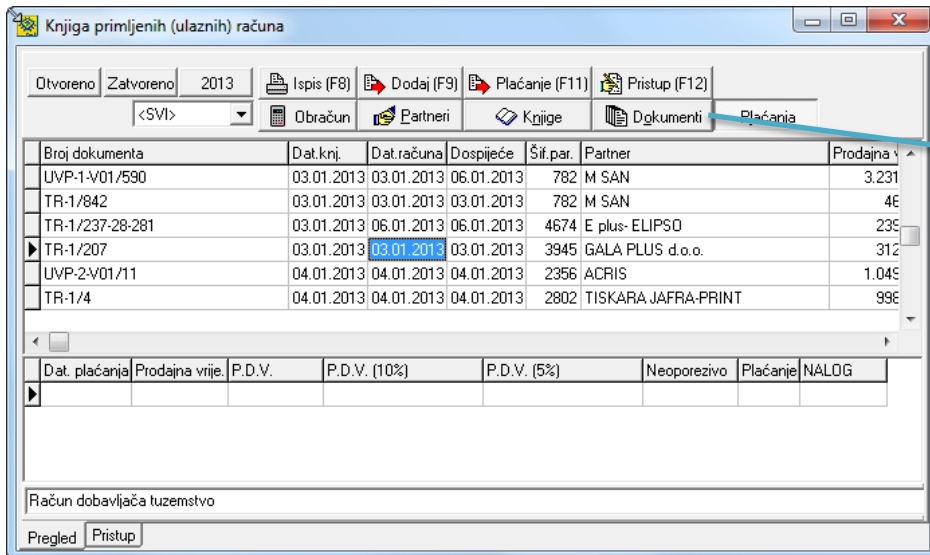 Knjiga primljenih (ulaznih) računa
Otvoreno Zatvoreno 2013 Ispis (F8) Dodaj (F9) Plaćanje (F11) Pristup (F12)
<SVI> Obračun Partneri Knjige Dokumenti Plaćanja
Broj dokumenta Dat.knj. Dat.računa Dospijeće Šif.par. Partner Prodajna v
UVP-1-V01/590 03.01.2013 03.01.2013 06.01.2013 782 M SAN 3.231
TR-1/842 03.01.2013 03.01.2013 03.01.2013 782 M SAN 46
TR-1/237-28-281 03.01.2013 06.01.2013 06.01.2013 4674 E plus- ELIPSO 239
TR-1/207 03.01.2013 03.01.2013 03.01.2013 3945 GALA PLUS d.o.o. 312
UVP-2-V01/11 04.01.2013 04.01.2013 04.01.2013 2356 ACRIS 1.049
TR-1/4 04.01.2013 04.01.2013 04.01.2013 2802 TISKARA JAFRA-PRINT 998
Dat. plaćanja Prodajna vrije. P.D.V. P.D.V. (10%) P.D.V. (5%) Neoporezivo Plaćanje NALOG
Račun dobavljača tuzemstvo
Pregled Pristup